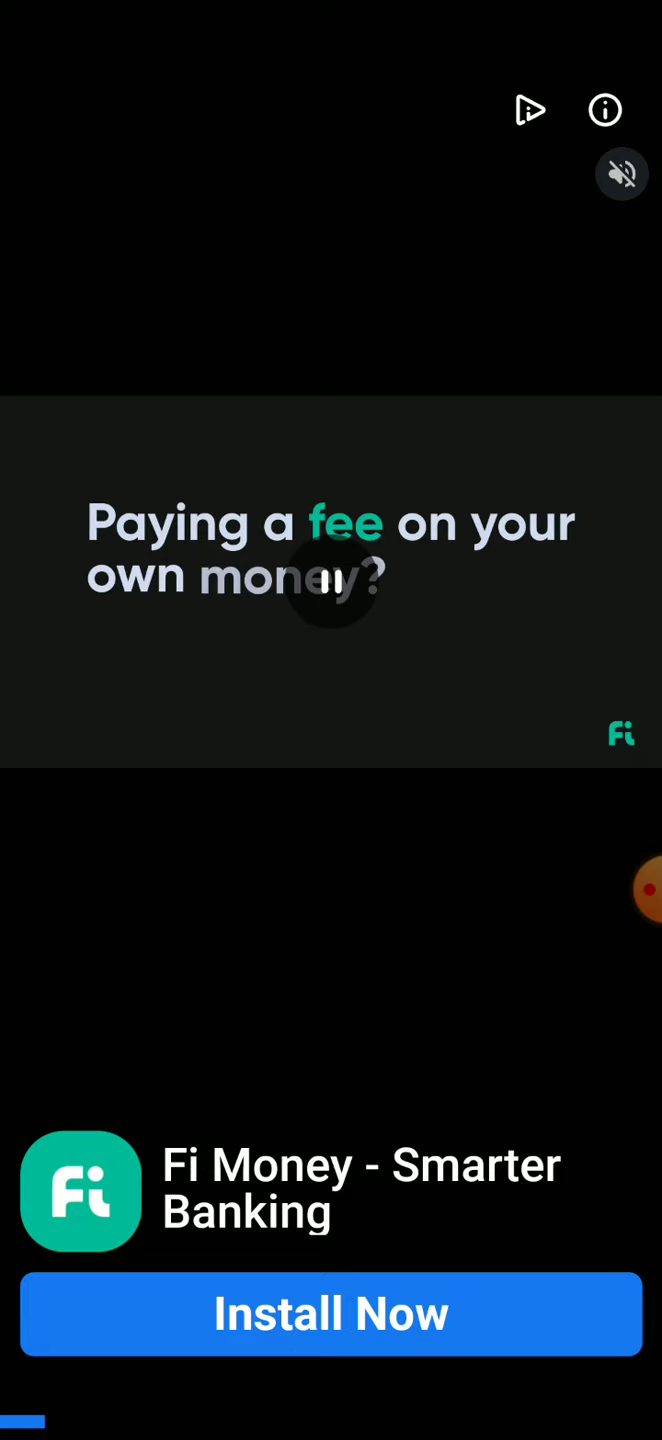 Paying a fee on your
own money?
Fi
Fi
Fi Money - Smarter
Banking
Install Now